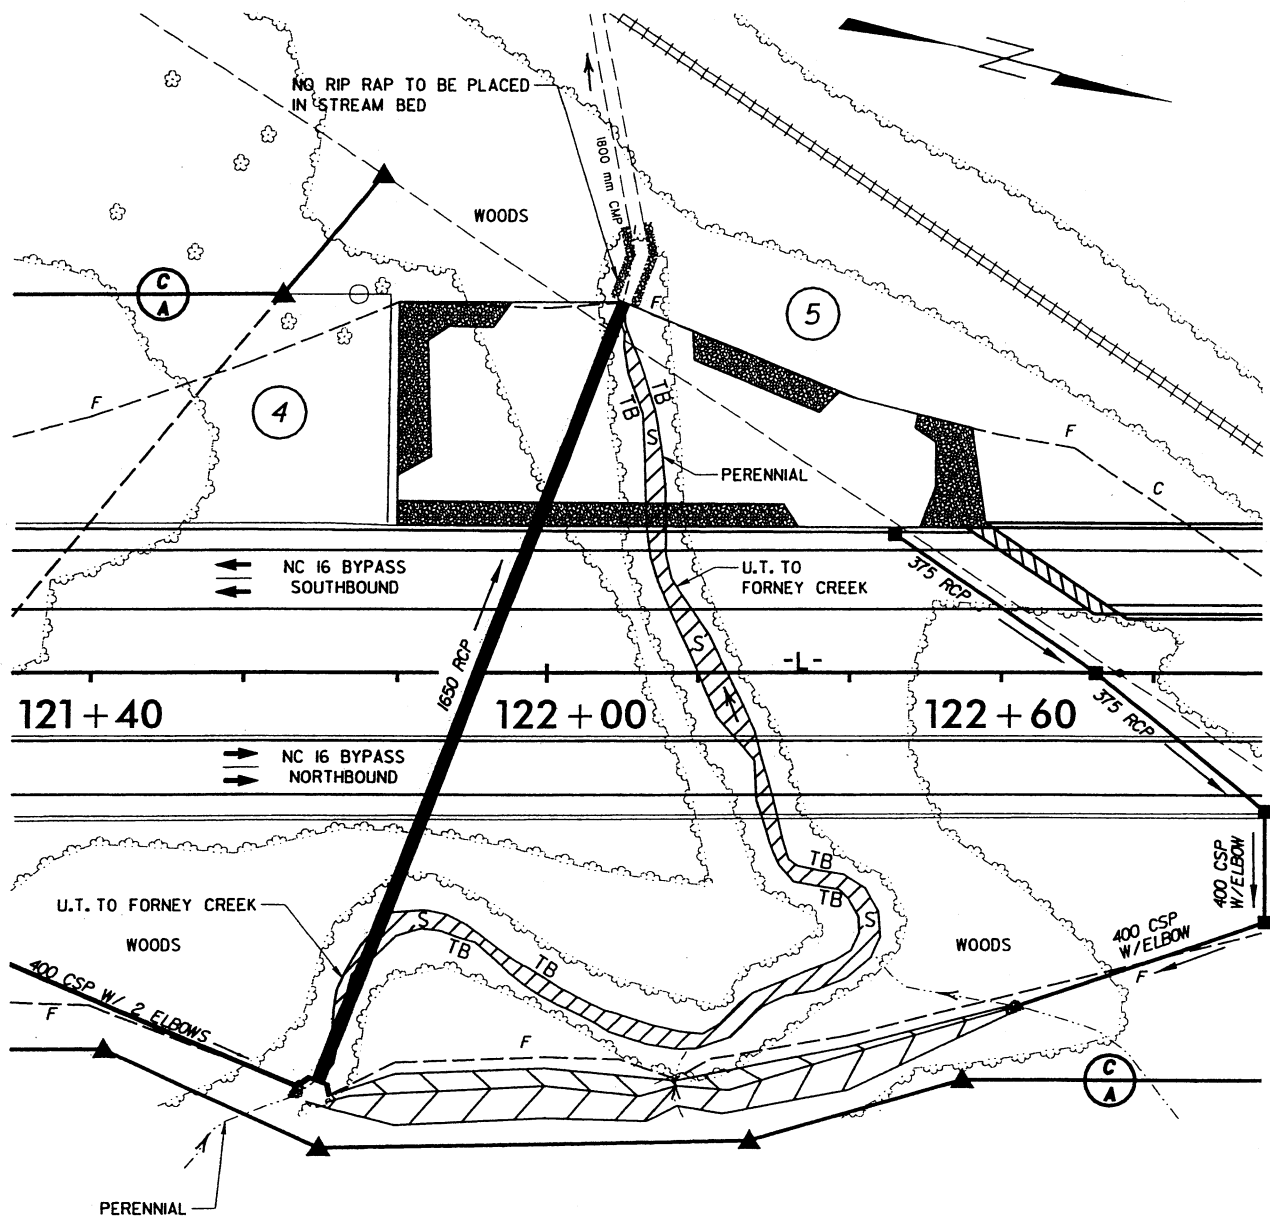 NO RIP RAP TO BE PLACED
IN STREAM BED
1800 mm CMP
WOODS
C
A
F
5
F
4
TB
TB
S
F
PERENNIAL
C
NC 16 BYPASS
SOUTHBOUND
U.T. TO
FORNEY CREEK
375 RCP
1650 RCP
S
-L-
121+40
122+00
122+60
375 RCP
NC 16 BYPASS
NORTHBOUND
TB
TB
400 CSP
W/ELBOW
U.T. TO FORNEY CREEK
S
S
WOODS
TB
TB
WOODS
400 CSP
W/ELBOW
400 CSP W/ 2 ELBOWS
F
F
F
C
A
PERENNIAL